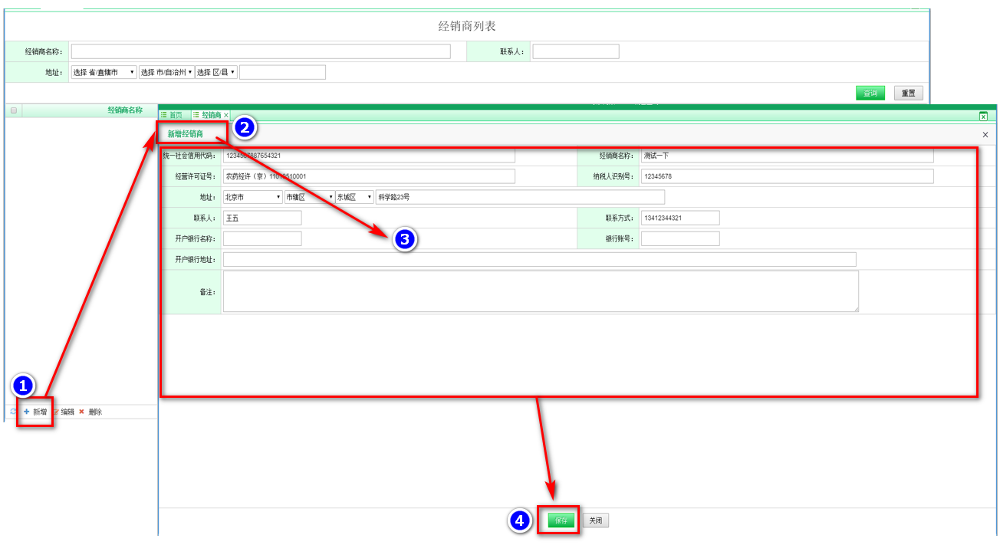 经销商列表
经销商名称: 联系人:
地址: 选择 省/直辖市 选择 市/自治州 选择 区/县
查询 重置
经销商名称
首页 经销商
2
新增经销商
统一社会信用代码: 1234567887654321 经销商名称: 测试一下
经营许可证号: 农药经许（京）11010510001 纳税人识别号: 12345678
地址: 北京市 市辖区 东城区 科学路23号
联系人: 王五 联系方式: 13412344321
开户银行名称: 3 银行账号:
开户银行地址:
备注:
1
新增 编辑 删除
4 保存 关闭